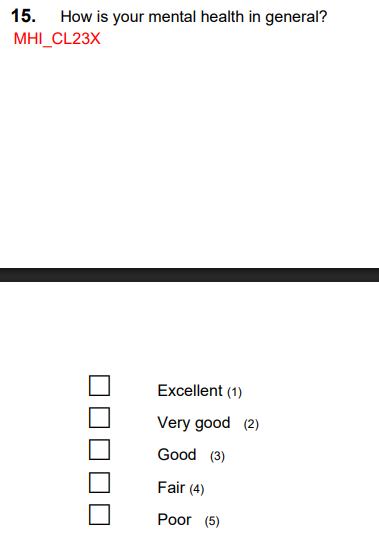 15. How is your mental health in general?
MHI_CL23X
Excellent (1)
Very good (2)
Good (3)
Fair (4)
Poor (5)